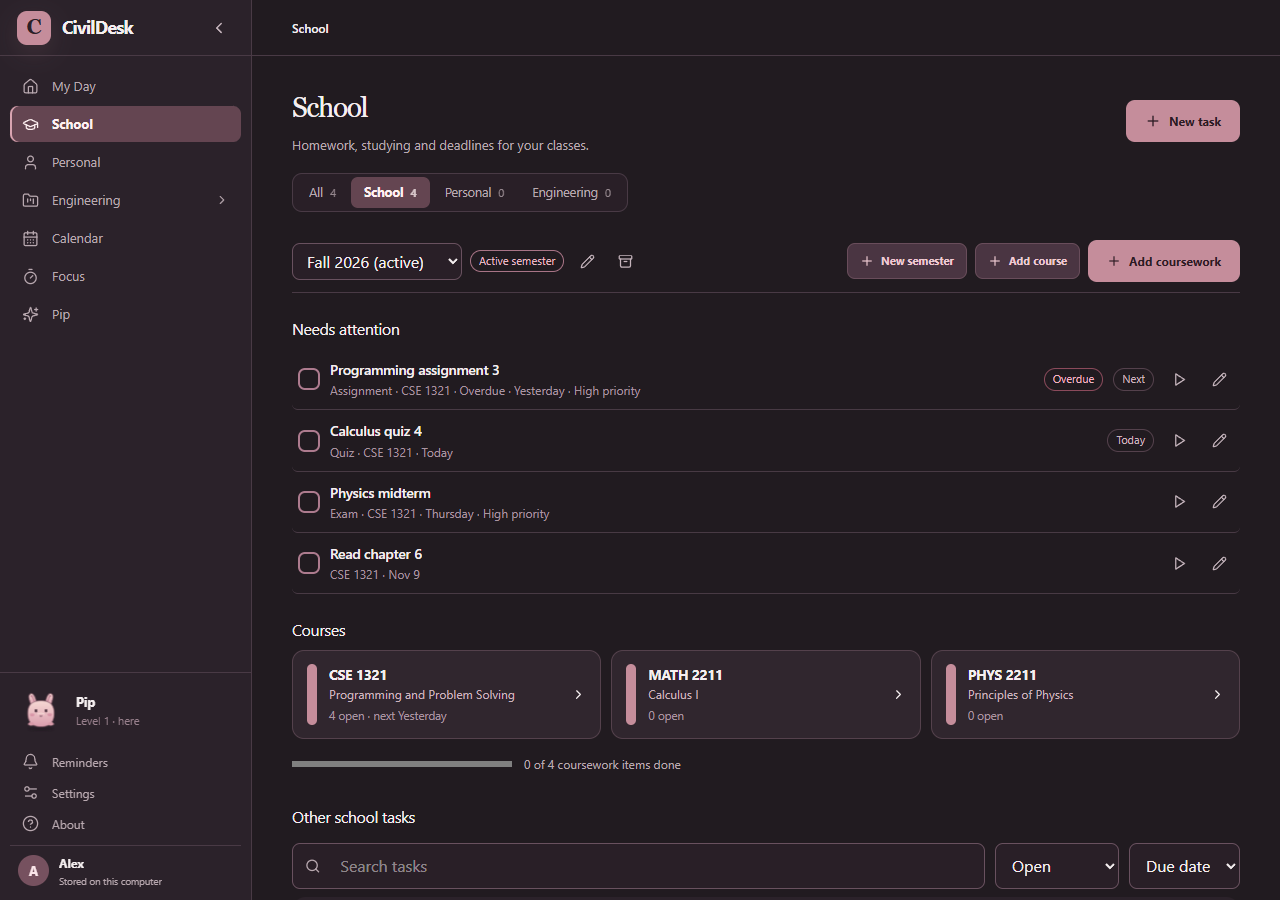 C CivilDesk
School
My Day
School
Personal
Engineering
Calendar
Focus
Pip
Pip
Level 1 · here
Reminders
Settings
About
A
Alex
Stored on this computer
School
Homework, studying and deadlines for your classes.
New task
All 4 School 4 Personal 0 Engineering 0
Fall 2026 (active) Active semester New semester Add course Add coursework
Needs attention
Programming assignment 3
Assignment · CSE 1321 · Overdue · Yesterday · High priority
Overdue Next
Calculus quiz 4
Quiz · CSE 1321 · Today
Today
Physics midterm
Exam · CSE 1321 · Thursday · High priority
Read chapter 6
CSE 1321 · Nov 9
Courses
CSE 1321
Programming and Problem Solving
4 open · next Yesterday
MATH 2211
Calculus I
0 open
PHYS 2211
Principles of Physics
0 open
0 of 4 coursework items done
Other school tasks
Search tasks Open Due date